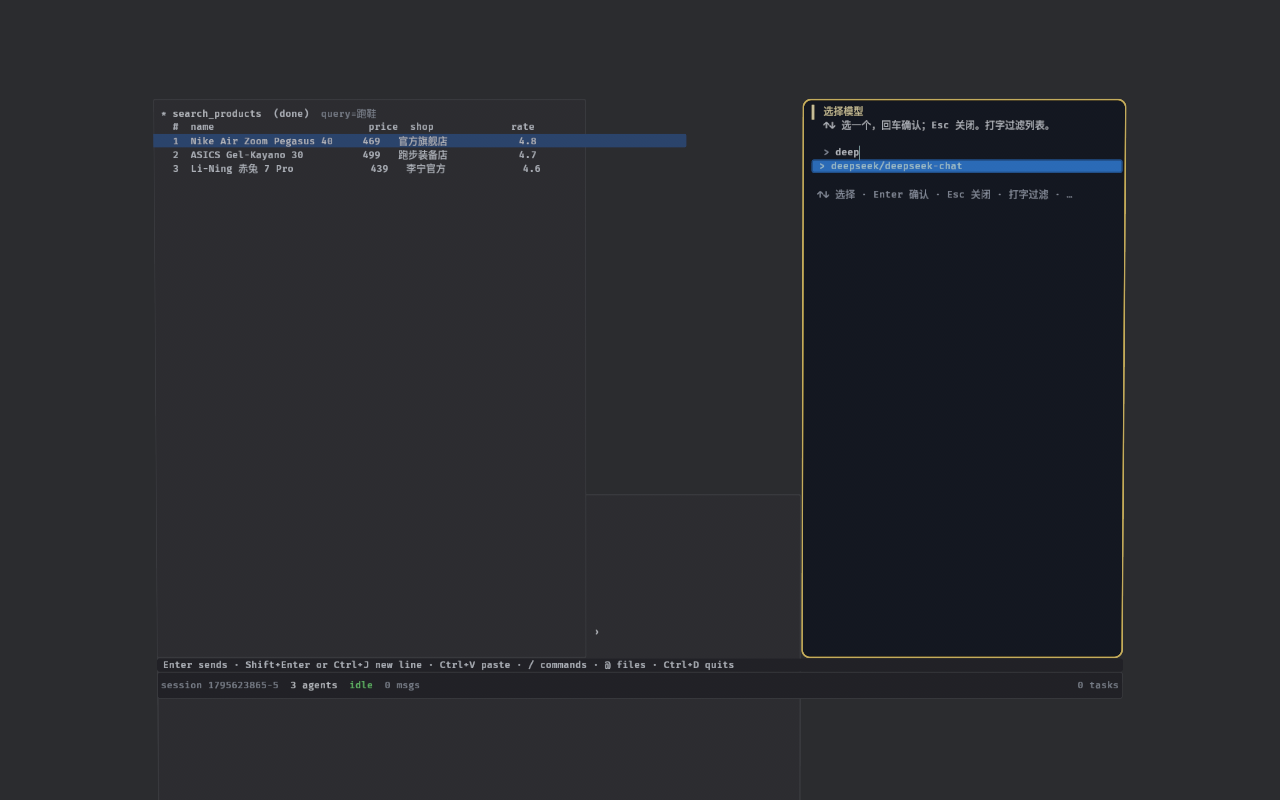 * search_products (done) query=跑鞋
# name price shop rate
1 Nike Air Zoom Pegasus 40 469 官方旗舰店 4.8
2 ASICS Gel-Kayano 30 499 跑步装备店 4.7
3 Li-Ning 赤兔 7 Pro 439 李宁官方 4.6
选择模型
↑↓ 选一个，回车确认；Esc 关闭。打字过滤列表。
> deep
> deepseek/deepseek-chat
↑↓ 选择 · Enter 确认 · Esc 关闭 · 打字过滤 · …
›
Enter sends · Shift+Enter or Ctrl+J new line · Ctrl+V paste · / commands · @ files · Ctrl+D quits
session 1795623865-5 3 agents idle 0 msgs 0 tasks